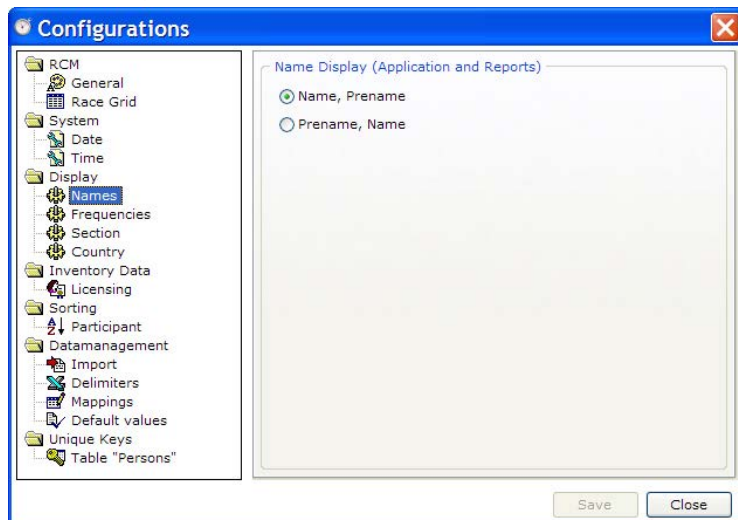 Configurations
RCM
General
Race Grid
System
Date
Time
Display
Names
Frequencies
Section
Country
Inventory Data
Licensing
Sorting
Participant
Datamanagement
Import
Delimiters
Mappings
Default values
Unique Keys
Table "Persons"
Name Display (Application and Reports)
Name, Prename
Prename, Name
Save
Close